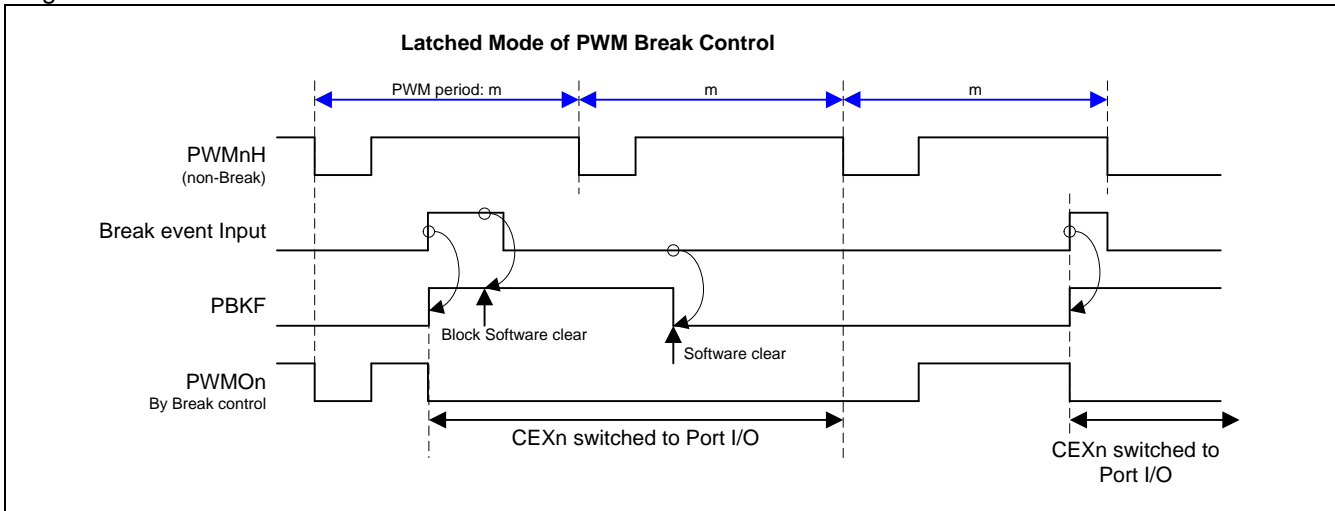 Latched Mode of PWM Break Control
PWM period: m
m
m
PWMnH
(non-Break)
Break event Input
PBKF
Block Software clear
Software clear
PWMOn
By Break control
CEXn switched to Port I/O
CEXn switched to
Port I/O